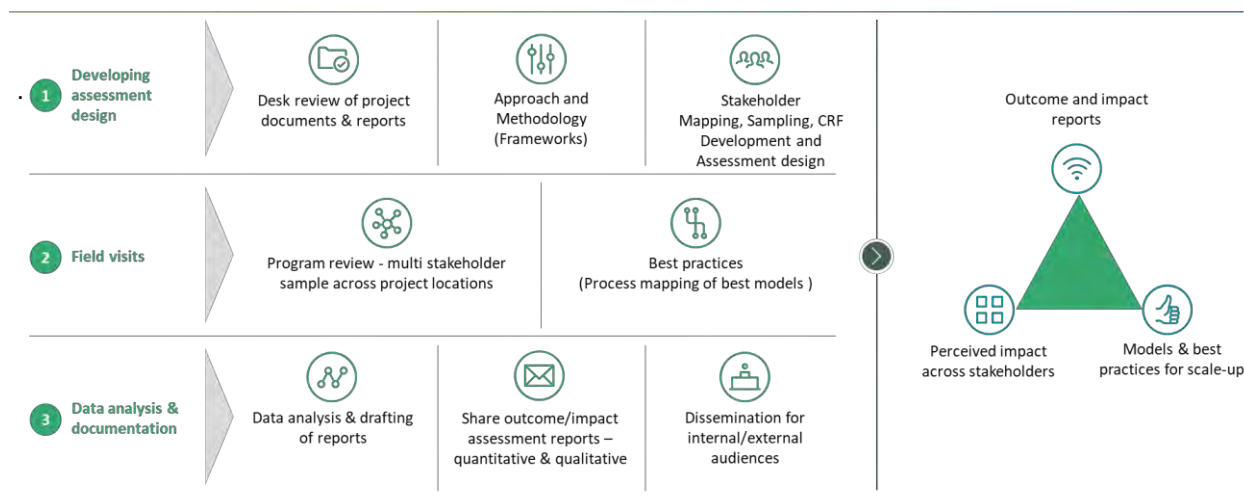 1
Developing
assessment
design
Desk review of project
documents & reports
Approach and
Methodology
(Frameworks)
Stakeholder
Mapping, Sampling, CRF
Development and
Assessment design
2
Field visits
Program review - multi stakeholder
sample across project locations
Best practices
(Process mapping of best models )
3
Data analysis &
documentation
Data analysis & drafting
of reports
Share outcome/impact
assessment reports –
quantitative & qualitative
Dissemination for
internal/external
audiences
Outcome and impact
reports
Perceived impact
across stakeholders
Models & best
practices for scale-up